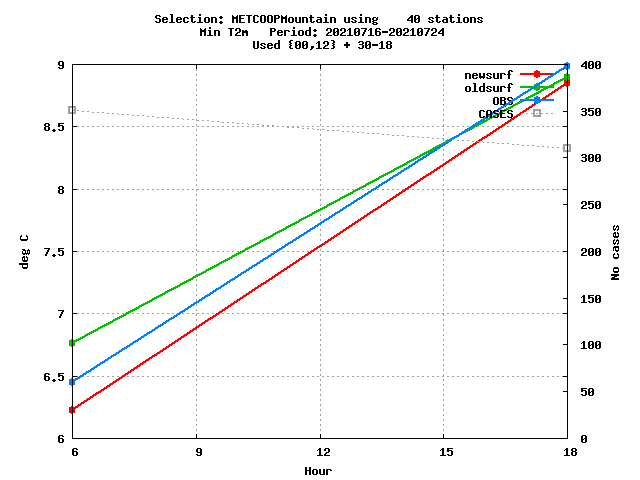 Selection: METCOOPMountain using    40 stations
Min T2m   Period: 20210716-20210724
Used {00,12} + 30-18
newsurf
oldsurf
OBS
CASES
deg C
No cases
9
8.5
8
7.5
7
6.5
6
400
350
300
250
200
150
100
50
0
6 9 12 15 18
Hour